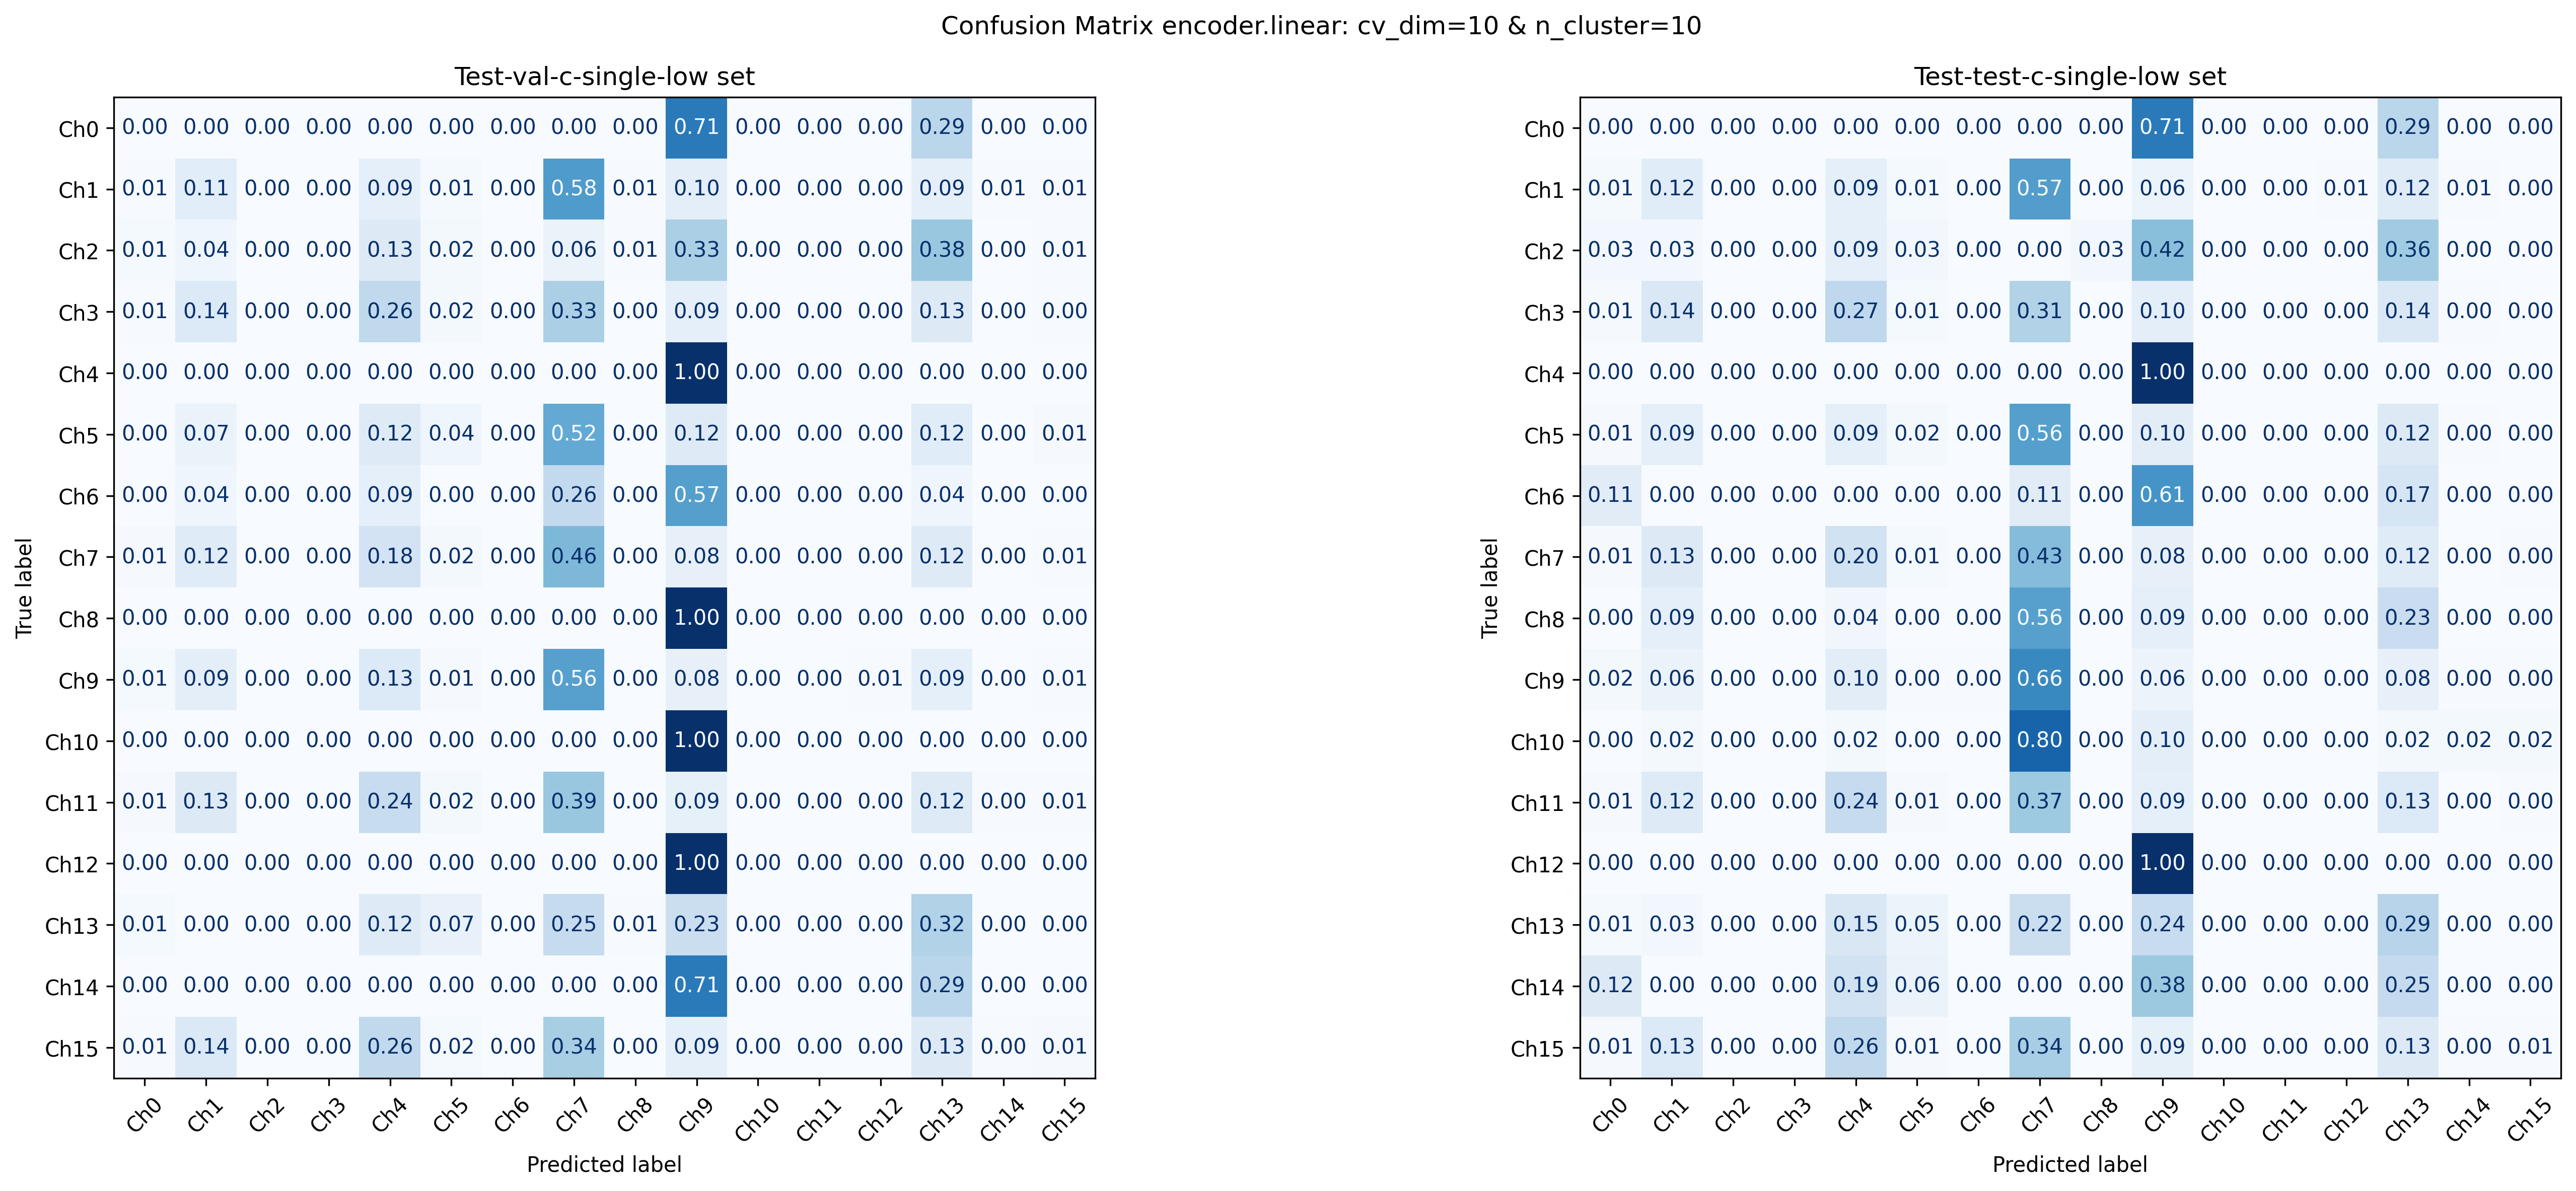 Confusion Matrix encoder.linear: cv_dim=10 & n_cluster=10
Test-val-c-single-low set
True label
Ch0 0.00 0.00 0.00 0.00 0.00 0.00 0.00 0.00 0.00 0.71 0.00 0.00 0.00 0.29 0.00 0.00
Ch1 0.01 0.11 0.00 0.00 0.09 0.01 0.00 0.58 0.01 0.10 0.00 0.00 0.00 0.09 0.01 0.01
Ch2 0.01 0.04 0.00 0.00 0.13 0.02 0.00 0.06 0.01 0.33 0.00 0.00 0.00 0.38 0.00 0.01
Ch3 0.01 0.14 0.00 0.00 0.26 0.02 0.00 0.33 0.00 0.09 0.00 0.00 0.00 0.13 0.00 0.00
Ch4 0.00 0.00 0.00 0.00 0.00 0.00 0.00 0.00 0.00 1.00 0.00 0.00 0.00 0.00 0.00 0.00
Ch5 0.00 0.07 0.00 0.00 0.12 0.04 0.00 0.52 0.00 0.12 0.00 0.00 0.00 0.12 0.00 0.01
Ch6 0.00 0.04 0.00 0.00 0.09 0.00 0.00 0.26 0.00 0.57 0.00 0.00 0.00 0.04 0.00 0.00
Ch7 0.01 0.12 0.00 0.00 0.18 0.02 0.00 0.46 0.00 0.08 0.00 0.00 0.00 0.12 0.00 0.01
Ch8 0.00 0.00 0.00 0.00 0.00 0.00 0.00 0.00 0.00 1.00 0.00 0.00 0.00 0.00 0.00 0.00
Ch9 0.01 0.09 0.00 0.00 0.13 0.01 0.00 0.56 0.00 0.08 0.00 0.00 0.01 0.09 0.00 0.01
Ch10 0.00 0.00 0.00 0.00 0.00 0.00 0.00 0.00 0.00 1.00 0.00 0.00 0.00 0.00 0.00 0.00
Ch11 0.01 0.13 0.00 0.00 0.24 0.02 0.00 0.39 0.00 0.09 0.00 0.00 0.00 0.12 0.00 0.01
Ch12 0.00 0.00 0.00 0.00 0.00 0.00 0.00 0.00 0.00 1.00 0.00 0.00 0.00 0.00 0.00 0.00
Ch13 0.01 0.00 0.00 0.00 0.12 0.07 0.00 0.25 0.01 0.23 0.00 0.00 0.00 0.32 0.00 0.00
Ch14 0.00 0.00 0.00 0.00 0.00 0.00 0.00 0.00 0.00 0.71 0.00 0.00 0.00 0.29 0.00 0.00
Ch15 0.01 0.14 0.00 0.00 0.26 0.02 0.00 0.34 0.00 0.09 0.00 0.00 0.00 0.13 0.00 0.01
Ch0 Ch1 Ch2 Ch3 Ch4 Ch5 Ch6 Ch7 Ch8 Ch9 Ch10 Ch11 Ch12 Ch13 Ch14 Ch15
Predicted label
Test-test-c-single-low set
True label
Ch0 0.00 0.00 0.00 0.00 0.00 0.00 0.00 0.00 0.00 0.71 0.00 0.00 0.00 0.29 0.00 0.00
Ch1 0.01 0.12 0.00 0.00 0.09 0.01 0.00 0.57 0.00 0.06 0.00 0.00 0.01 0.12 0.01 0.00
Ch2 0.03 0.03 0.00 0.00 0.09 0.03 0.00 0.00 0.03 0.42 0.00 0.00 0.00 0.36 0.00 0.00
Ch3 0.01 0.14 0.00 0.00 0.27 0.01 0.00 0.31 0.00 0.10 0.00 0.00 0.00 0.14 0.00 0.00
Ch4 0.00 0.00 0.00 0.00 0.00 0.00 0.00 0.00 0.00 1.00 0.00 0.00 0.00 0.00 0.00 0.00
Ch5 0.01 0.09 0.00 0.00 0.09 0.02 0.00 0.56 0.00 0.10 0.00 0.00 0.00 0.12 0.00 0.00
Ch6 0.11 0.00 0.00 0.00 0.00 0.00 0.00 0.11 0.00 0.61 0.00 0.00 0.00 0.17 0.00 0.00
Ch7 0.01 0.13 0.00 0.00 0.20 0.01 0.00 0.43 0.00 0.08 0.00 0.00 0.00 0.12 0.00 0.00
Ch8 0.00 0.09 0.00 0.00 0.04 0.00 0.00 0.56 0.00 0.09 0.00 0.00 0.00 0.23 0.00 0.00
Ch9 0.02 0.06 0.00 0.00 0.10 0.00 0.00 0.66 0.00 0.06 0.00 0.00 0.00 0.08 0.00 0.00
Ch10 0.00 0.02 0.00 0.00 0.02 0.00 0.00 0.80 0.00 0.10 0.00 0.00 0.00 0.02 0.02 0.02
Ch11 0.01 0.12 0.00 0.00 0.24 0.01 0.00 0.37 0.00 0.09 0.00 0.00 0.00 0.13 0.00 0.00
Ch12 0.00 0.00 0.00 0.00 0.00 0.00 0.00 0.00 0.00 1.00 0.00 0.00 0.00 0.00 0.00 0.00
Ch13 0.01 0.03 0.00 0.00 0.15 0.05 0.00 0.22 0.00 0.24 0.00 0.00 0.00 0.29 0.00 0.00
Ch14 0.12 0.00 0.00 0.00 0.19 0.06 0.00 0.00 0.00 0.38 0.00 0.00 0.00 0.25 0.00 0.00
Ch15 0.01 0.13 0.00 0.00 0.26 0.01 0.00 0.34 0.00 0.09 0.00 0.00 0.00 0.13 0.00 0.01
Ch0 Ch1 Ch2 Ch3 Ch4 Ch5 Ch6 Ch7 Ch8 Ch9 Ch10 Ch11 Ch12 Ch13 Ch14 Ch15
Predicted label